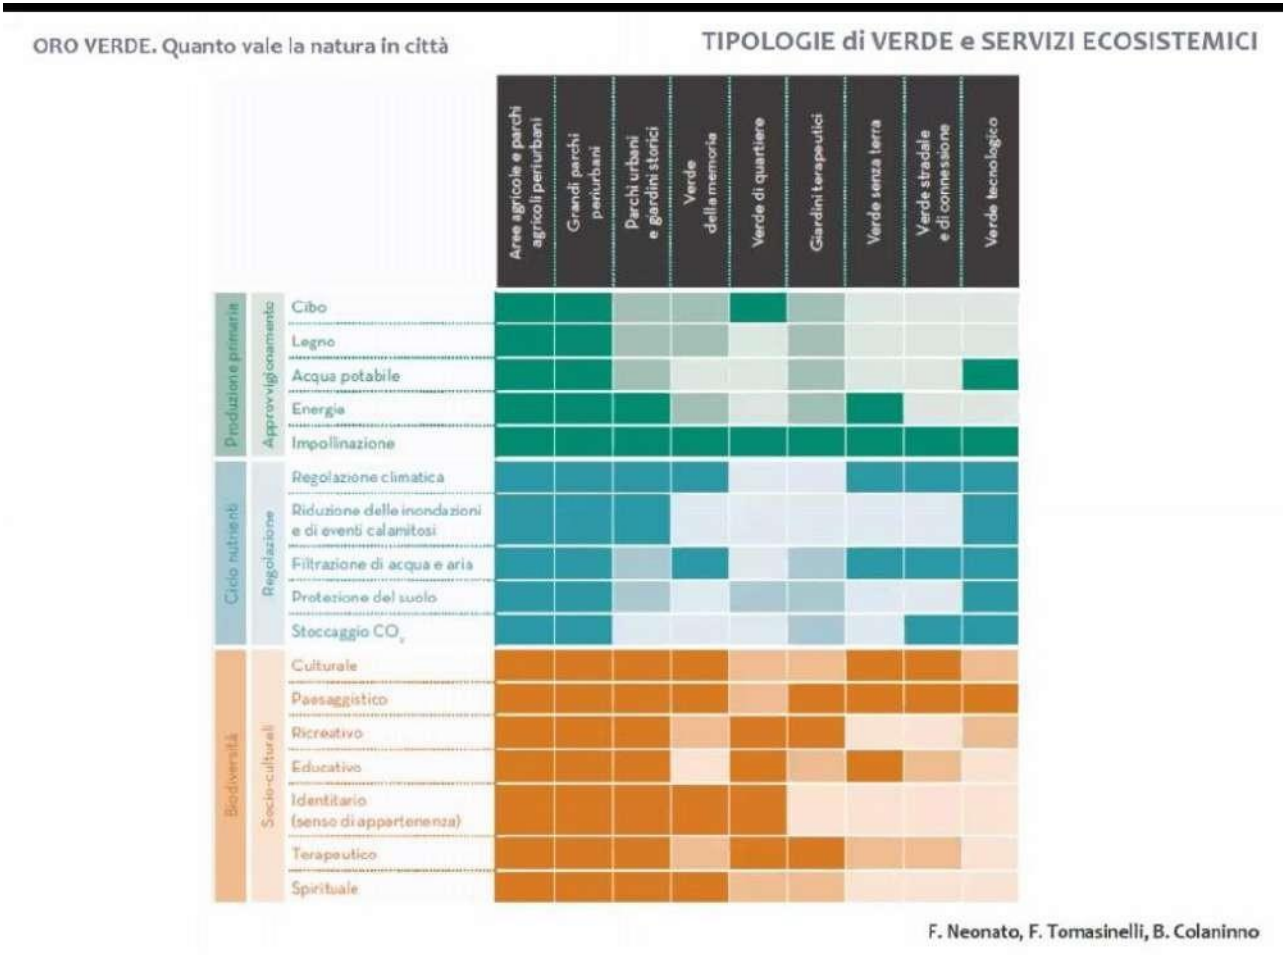 ORO VERDE. Quanto vale la natura in città
TIPOLOGIE di VERDE e SERVIZI ECOSISTEMICI
Aree agricole e parchi
agricoli periurbani
Grandi parchi
periurbani
Parchi urbani
e giardini storici
Verde
della memoria
Verde di quartiere
Giardini terapeutici
Verde senza terra
Verde stradale
e di connessione
Verde tecnologico
Produzione primaria
Approvvigionamento
Cibo
Legno
Acqua potabile
Energia
Impollinazione
Ciclo nutrienti
Regolazione
Regolazione climatica
Riduzione delle inondazioni
e di eventi calamitosi
Filtrazione di acqua e aria
Protezione del suolo
Stoccaggio CO₂
Biodiversità
Socio-culturali
Culturale
Paesaggistico
Ricreativo
Educativo
Identitario
(senso di appartenenza)
Terapeutico
Spirituale
F. Neonato, F. Tomasinelli, B. Colaninno